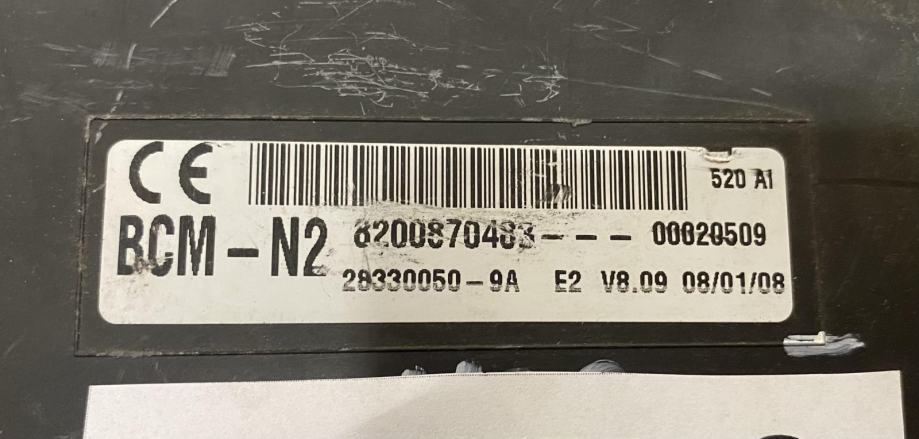 CE 520 A1
BCM-N2 8200870483--- 00020509
28330050-9A E2 V8.09 08/01/08